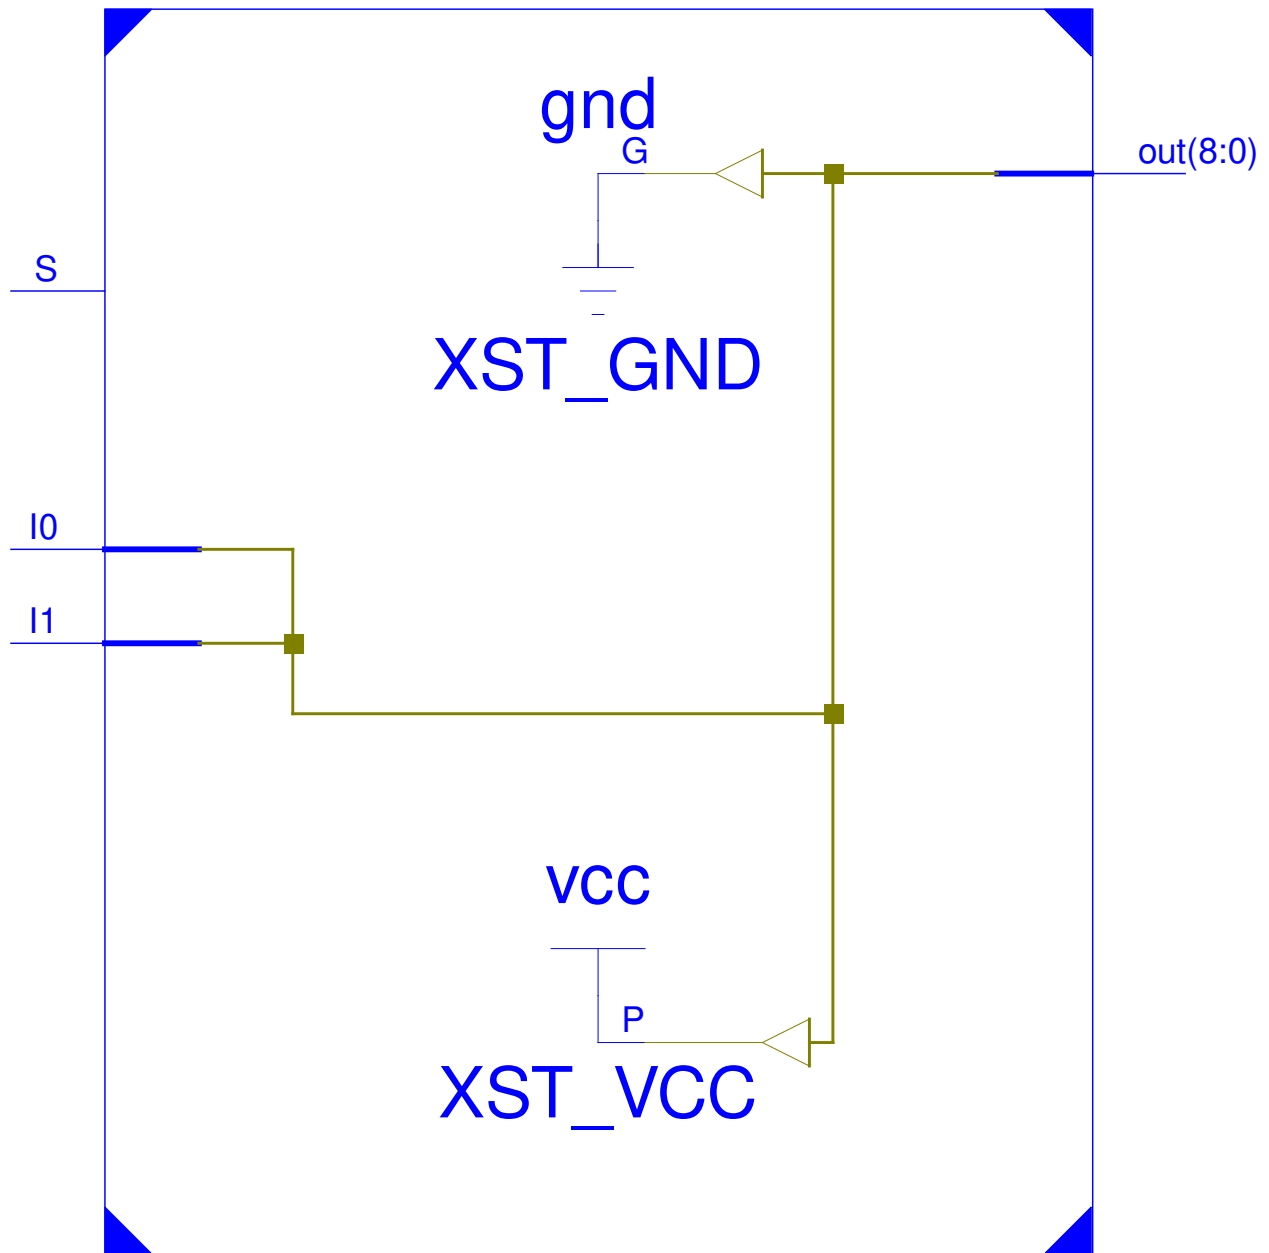 gnd
G
out(8:0)
S
XST_GND
I0
I1
vcc
P
XST_VCC